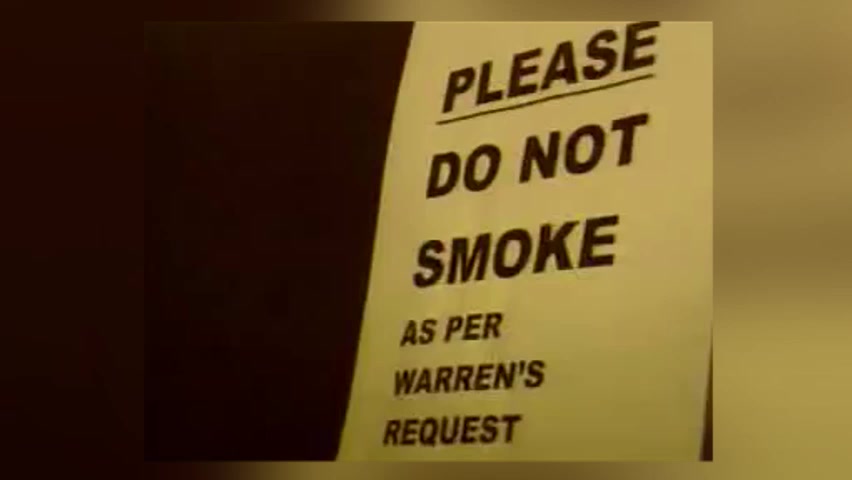 PLEASE
DO NOT
SMOKE
AS PER
WARREN'S
REQUEST